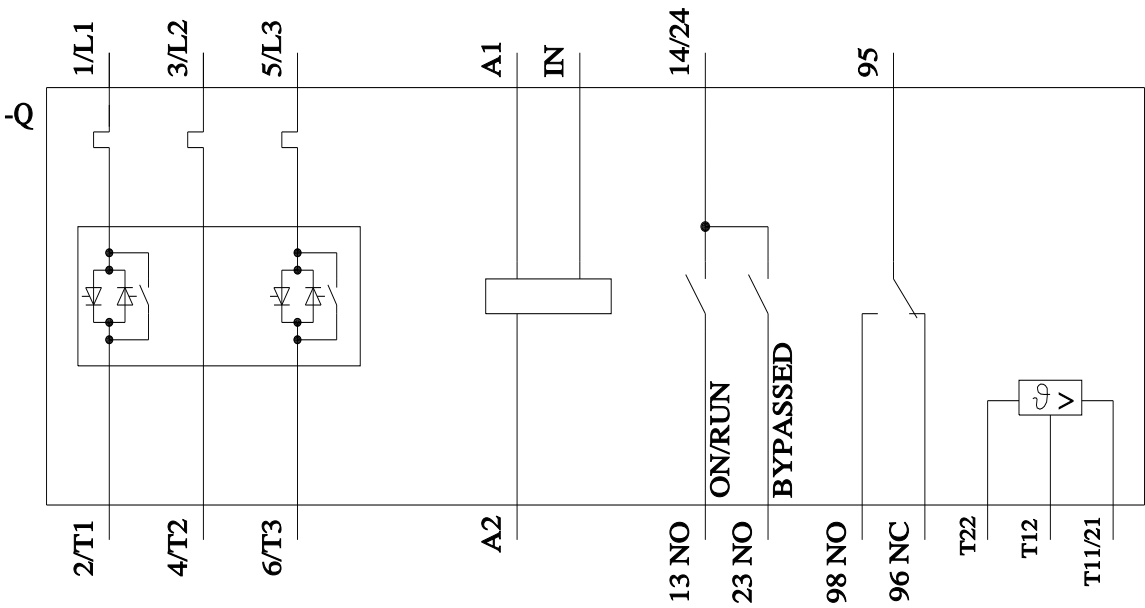 1/L1
3/L2
5/L3
A1
IN
14/24
95
-Q
ON/RUN
BYPASSED
ϑ >
2/T1
4/T2
6/T3
A2
13 NO
23 NO
98 NO
96 NC
T22
T12
T11/21